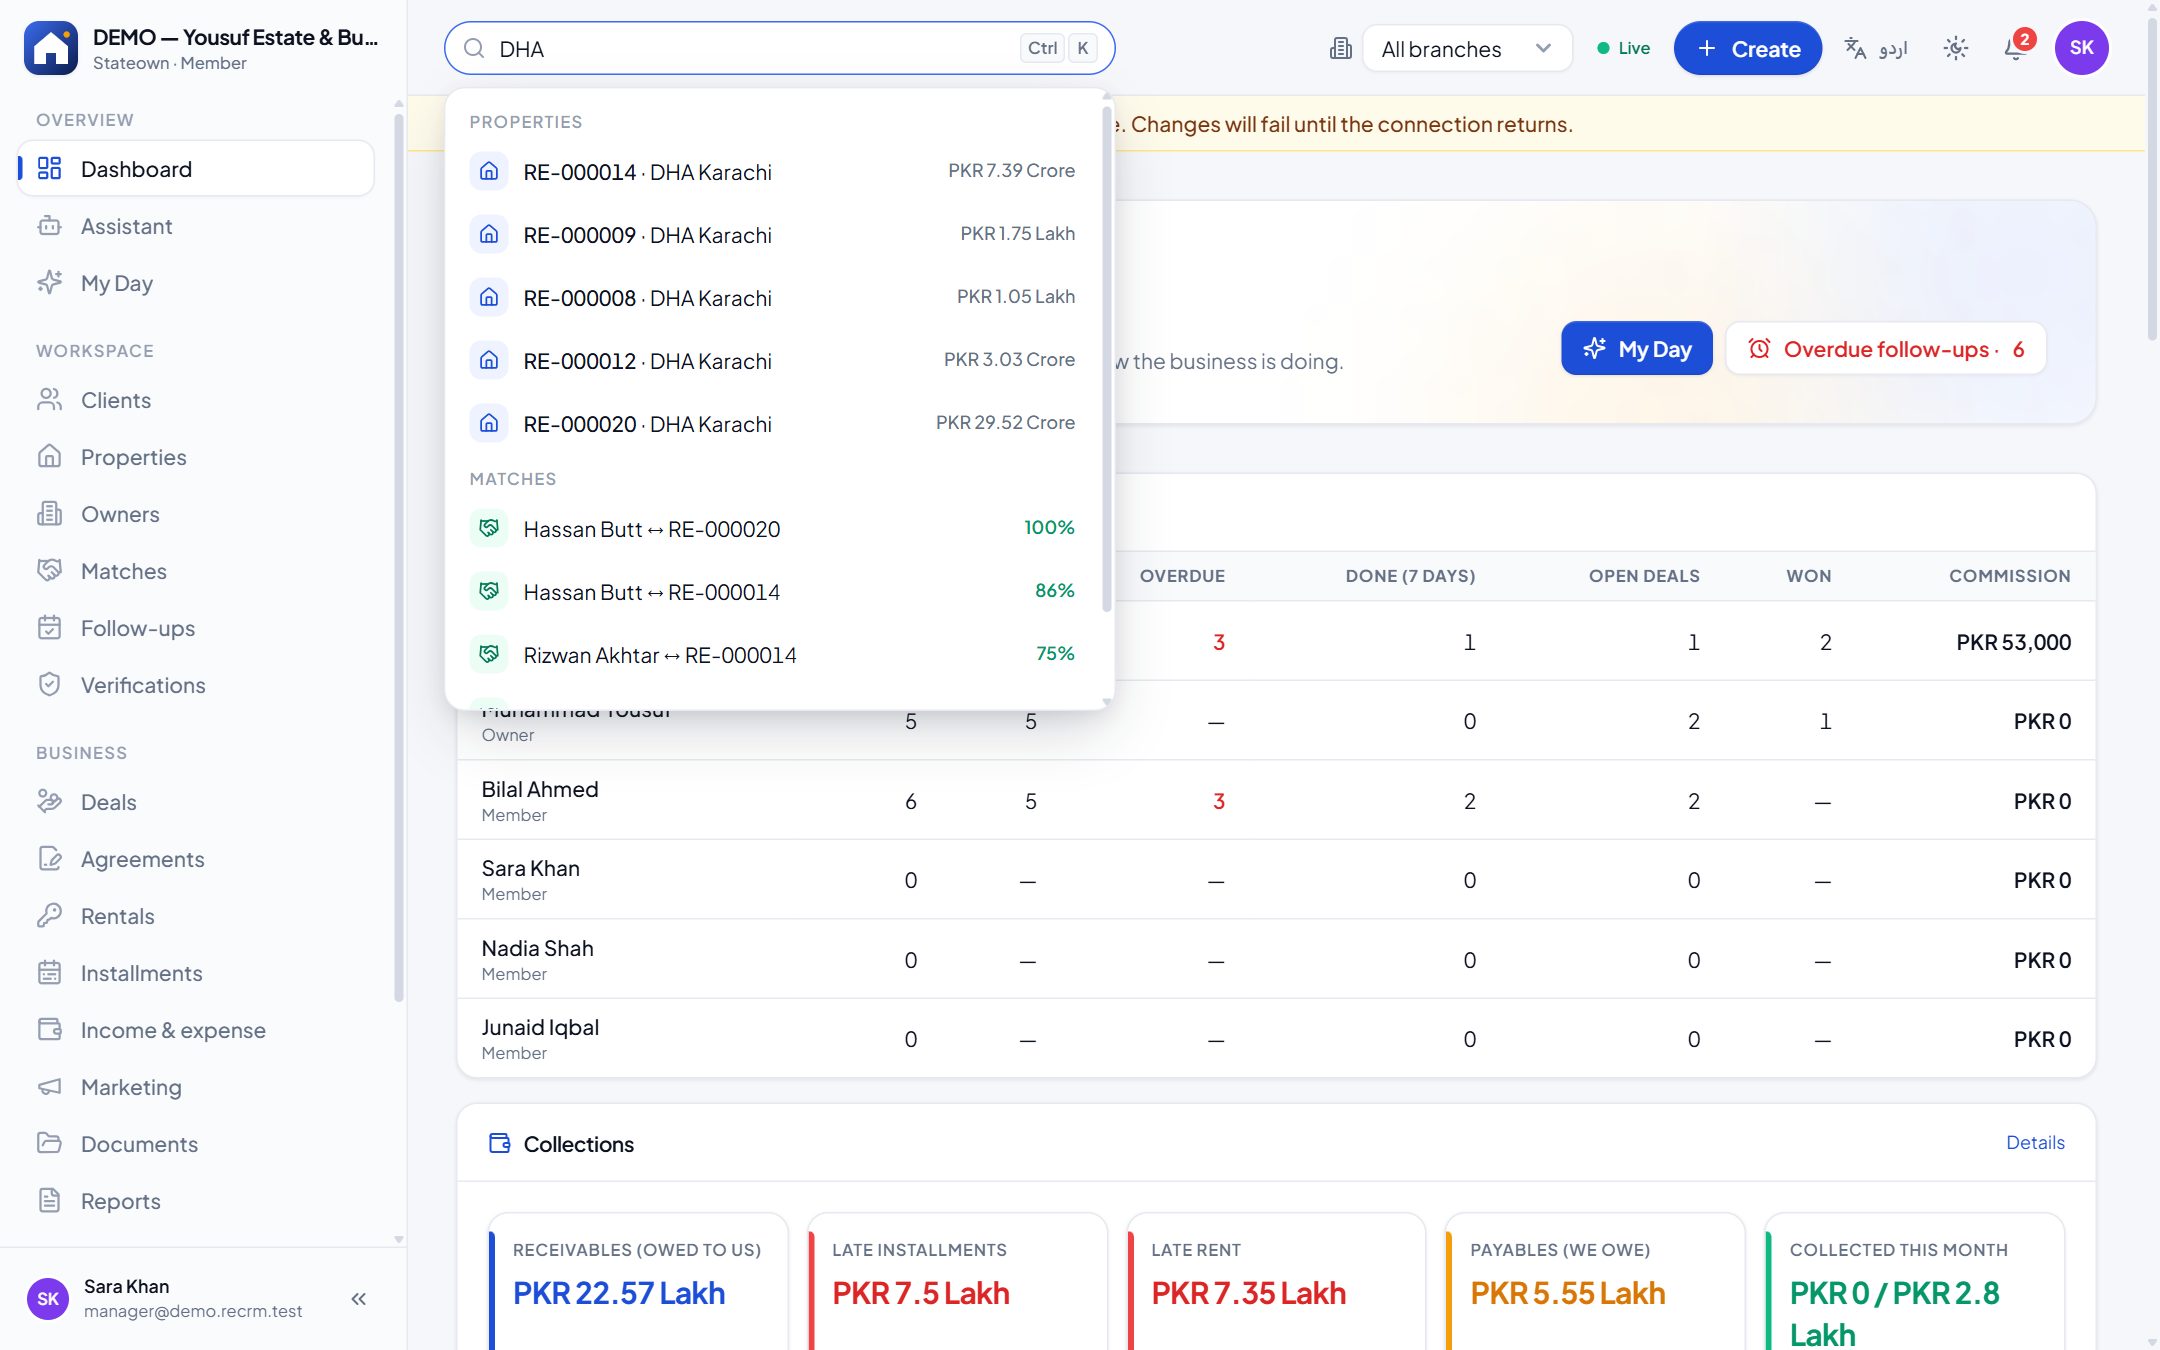 DEMO — Yousuf Estate & Bu...
Stateown · Member
OVERVIEW
Dashboard
Assistant
My Day
WORKSPACE
Clients
Properties
Owners
Matches
Follow-ups
Verifications
BUSINESS
Deals
Agreements
Rentals
Installments
Income & expense
Marketing
Documents
Reports
SK
Sara Khan
manager@demo.recrm.test
DHA
Ctrl K
All branches
Live
+ Create
اردو
2
SK
PROPERTIES
RE-000014 · DHA Karachi PKR 7.39 Crore
RE-000009 · DHA Karachi PKR 1.75 Lakh
RE-000008 · DHA Karachi PKR 1.05 Lakh
RE-000012 · DHA Karachi PKR 3.03 Crore
RE-000020 · DHA Karachi PKR 29.52 Crore
MATCHES
Hassan Butt ↔ RE-000020 100%
Hassan Butt ↔ RE-000014 86%
Rizwan Akhtar ↔ RE-000014 75%
. Changes will fail until the connection returns.
the business is doing.
My Day
Overdue follow-ups · 6
OVERDUE DONE (7 DAYS) OPEN DEALS WON COMMISSION
3 1 1 2 PKR 53,000
Muhammad Yousuf 5 5 — 0 2 1 PKR 0
Owner
Bilal Ahmed 6 5 3 2 2 — PKR 0
Member
Sara Khan 0 — — 0 0 — PKR 0
Member
Nadia Shah 0 — — 0 0 — PKR 0
Member
Junaid Iqbal 0 — — 0 0 — PKR 0
Member
Collections Details
RECEIVABLES (OWED TO US)
PKR 22.57 Lakh
LATE INSTALLMENTS
PKR 7.5 Lakh
LATE RENT
PKR 7.35 Lakh
PAYABLES (WE OWE)
PKR 5.55 Lakh
COLLECTED THIS MONTH
PKR 0 / PKR 2.8
Lakh